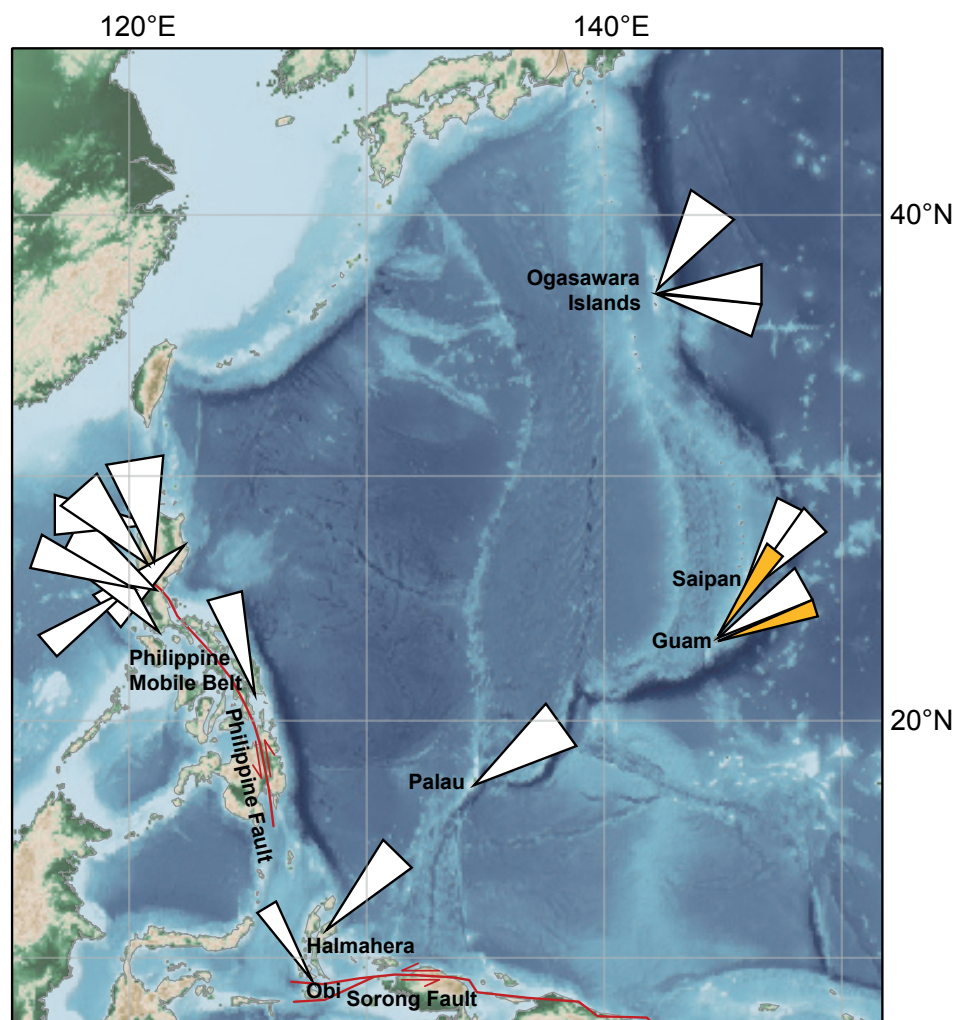 120°E
140°E
40°N
Ogasawara
Islands
Saipan
Guam
Philippine
Mobile Belt
20°N
Philippine Fault
Palau
Halmahera
Obi
Sorong Fault